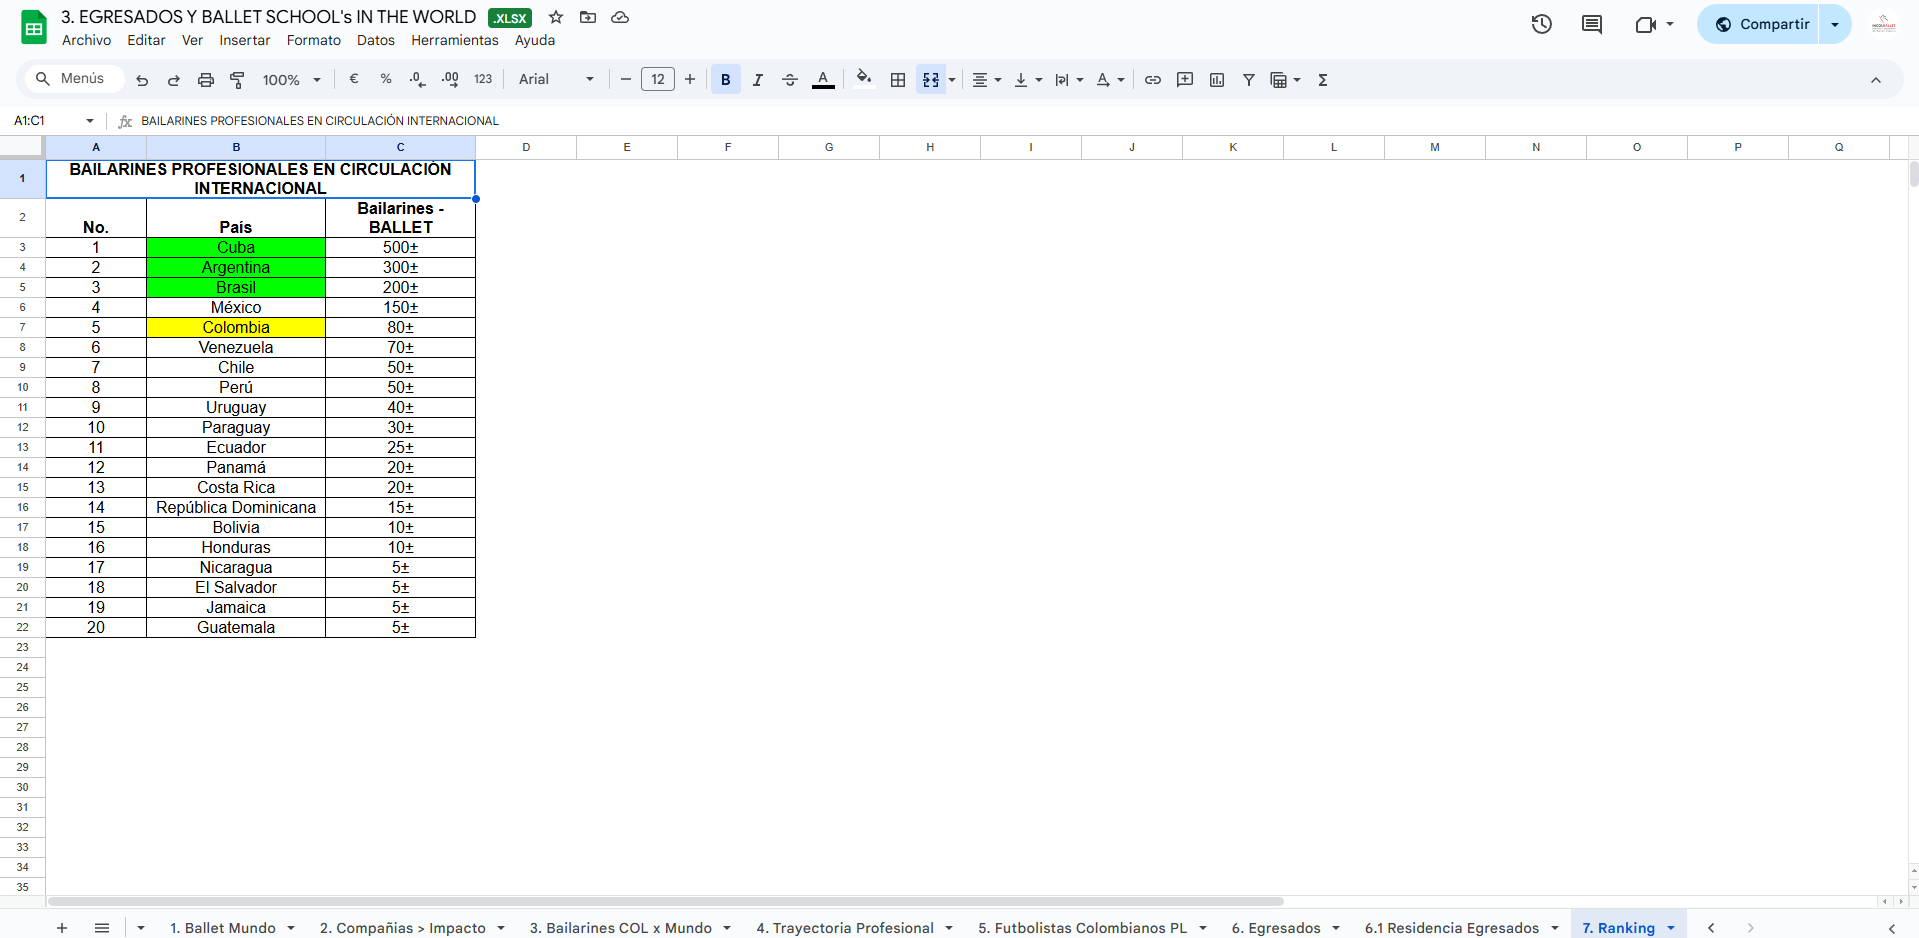 3. EGRESADOS Y BALLET SCHOOL's IN THE WORLD .XLSX
Archivo Editar Ver Insertar Formato Datos Herramientas Ayuda
Compartir
Menús 100% € % .0 .00 123 Arial 12 B I A Σ
A1:C1 fx BAILARINES PROFESIONALES EN CIRCULACIÓN INTERNACIONAL
A B C D E F G H I J K L M N O P Q
1 BAILARINES PROFESIONALES EN CIRCULACIÓN
INTERNACIONAL
2 No. País Bailarines -
BALLET
3 1 Cuba 500±
4 2 Argentina 300±
5 3 Brasil 200±
6 4 México 150±
7 5 Colombia 80±
8 6 Venezuela 70±
9 7 Chile 50±
10 8 Perú 50±
11 9 Uruguay 40±
12 10 Paraguay 30±
13 11 Ecuador 25±
14 12 Panamá 20±
15 13 Costa Rica 20±
16 14 República Dominicana 15±
17 15 Bolivia 10±
18 16 Honduras 10±
19 17 Nicaragua 5±
20 18 El Salvador 5±
21 19 Jamaica 5±
22 20 Guatemala 5±
23
24
25
26
27
28
29
30
31
32
33
34
35
1. Ballet Mundo 2. Compañias > Impacto 3. Bailarines COL x Mundo 4. Trayectoria Profesional 5. Futbolistas Colombianos PL 6. Egresados 6.1 Residencia Egresados 7. Ranking